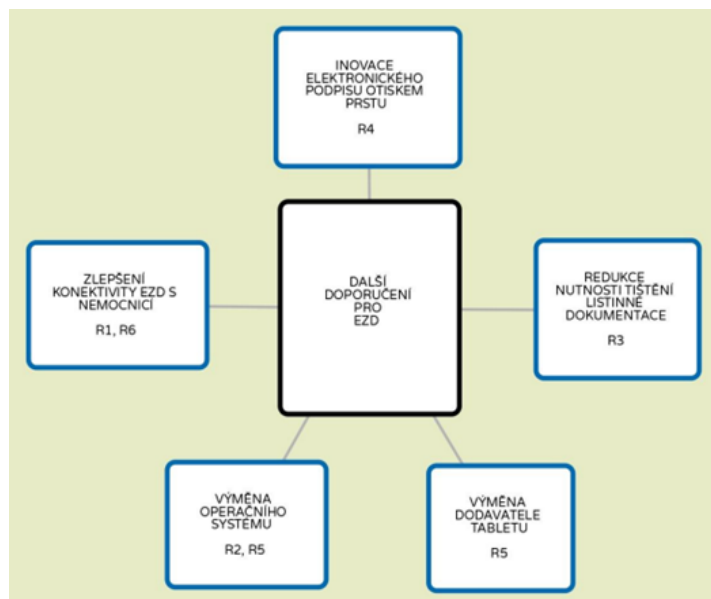 INOVACE
ELEKTRONICKÉHO
PODPISU OTISKEM
PRSTU
R4
ZLEPŠENÍ
KONEKTIVITY EZD S
NEMOCNICÍ
R1, R6
DALŠÍ
DOPORUČENÍ
PRO
EZD
REDUKCE
NUTNOSTI TIŠTĚNÍ
LISTINNÉ
DOKUMENTACE
R3
VÝMĚNA
OPERAČNÍHO
SYSTÉMU
R2, R5
VÝMĚNA
DODAVATELE
TABLETU
R5